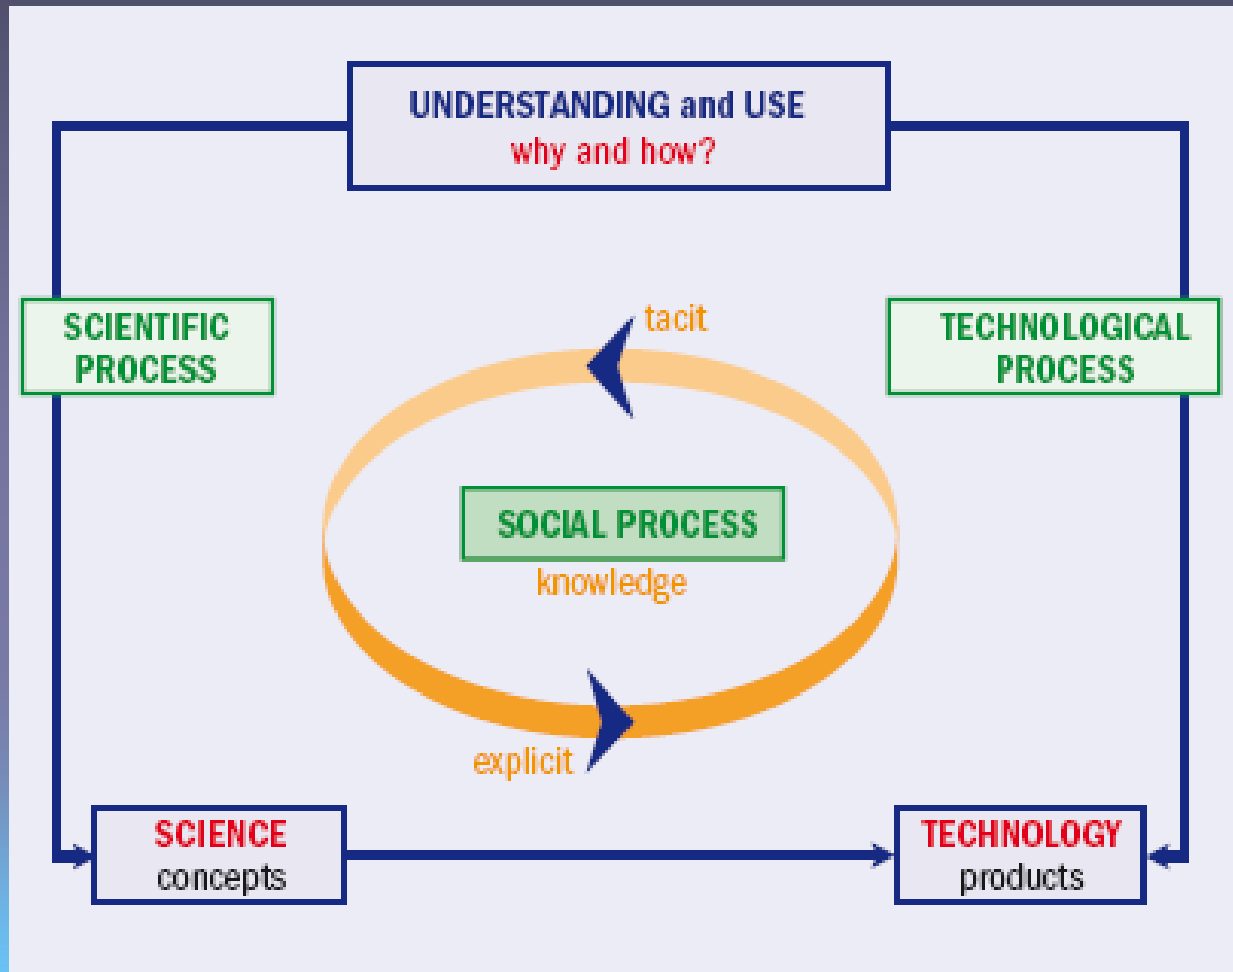 UNDERSTANDING and USE
why and how?
SCIENTIFIC
PROCESS
TECHNOLOGICAL
PROCESS
tacit
SOCIAL PROCESS
knowledge
explicit
SCIENCE
concepts
TECHNOLOGY
products